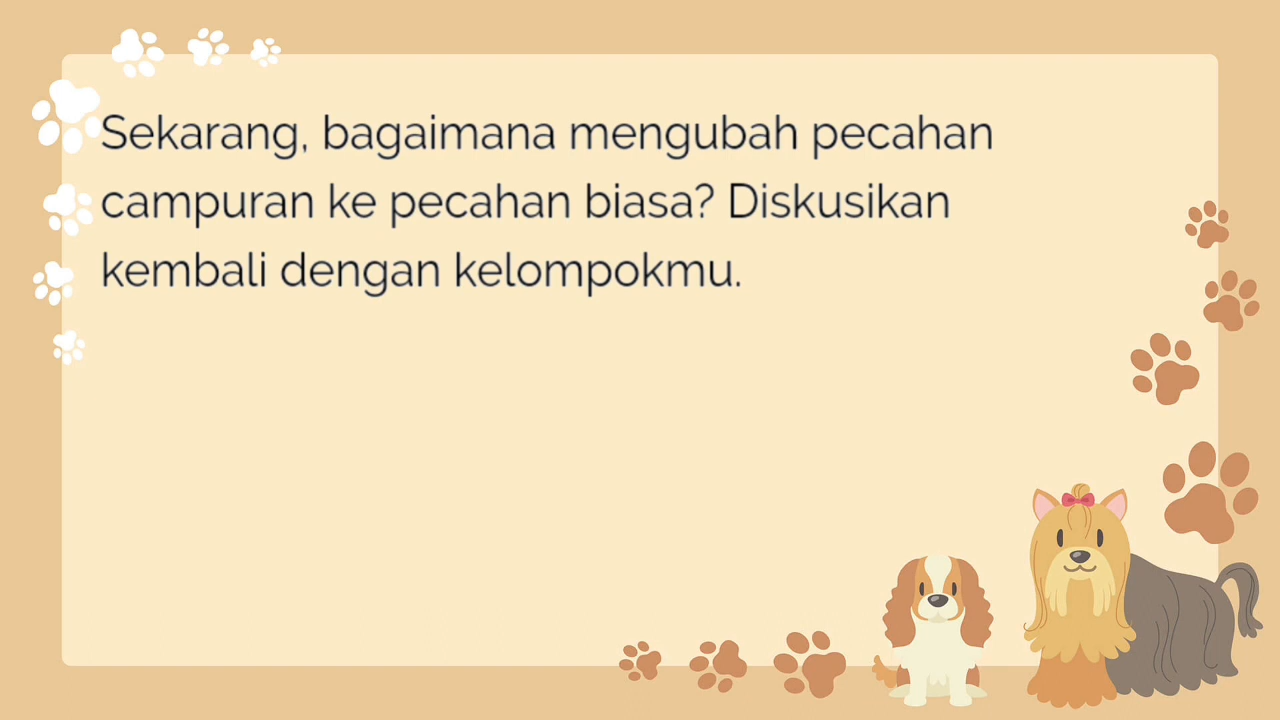 Sekarang, bagaimana mengubah pecahan
campuran ke pecahan biasa? Diskusikan
kembali dengan kelompokmu.